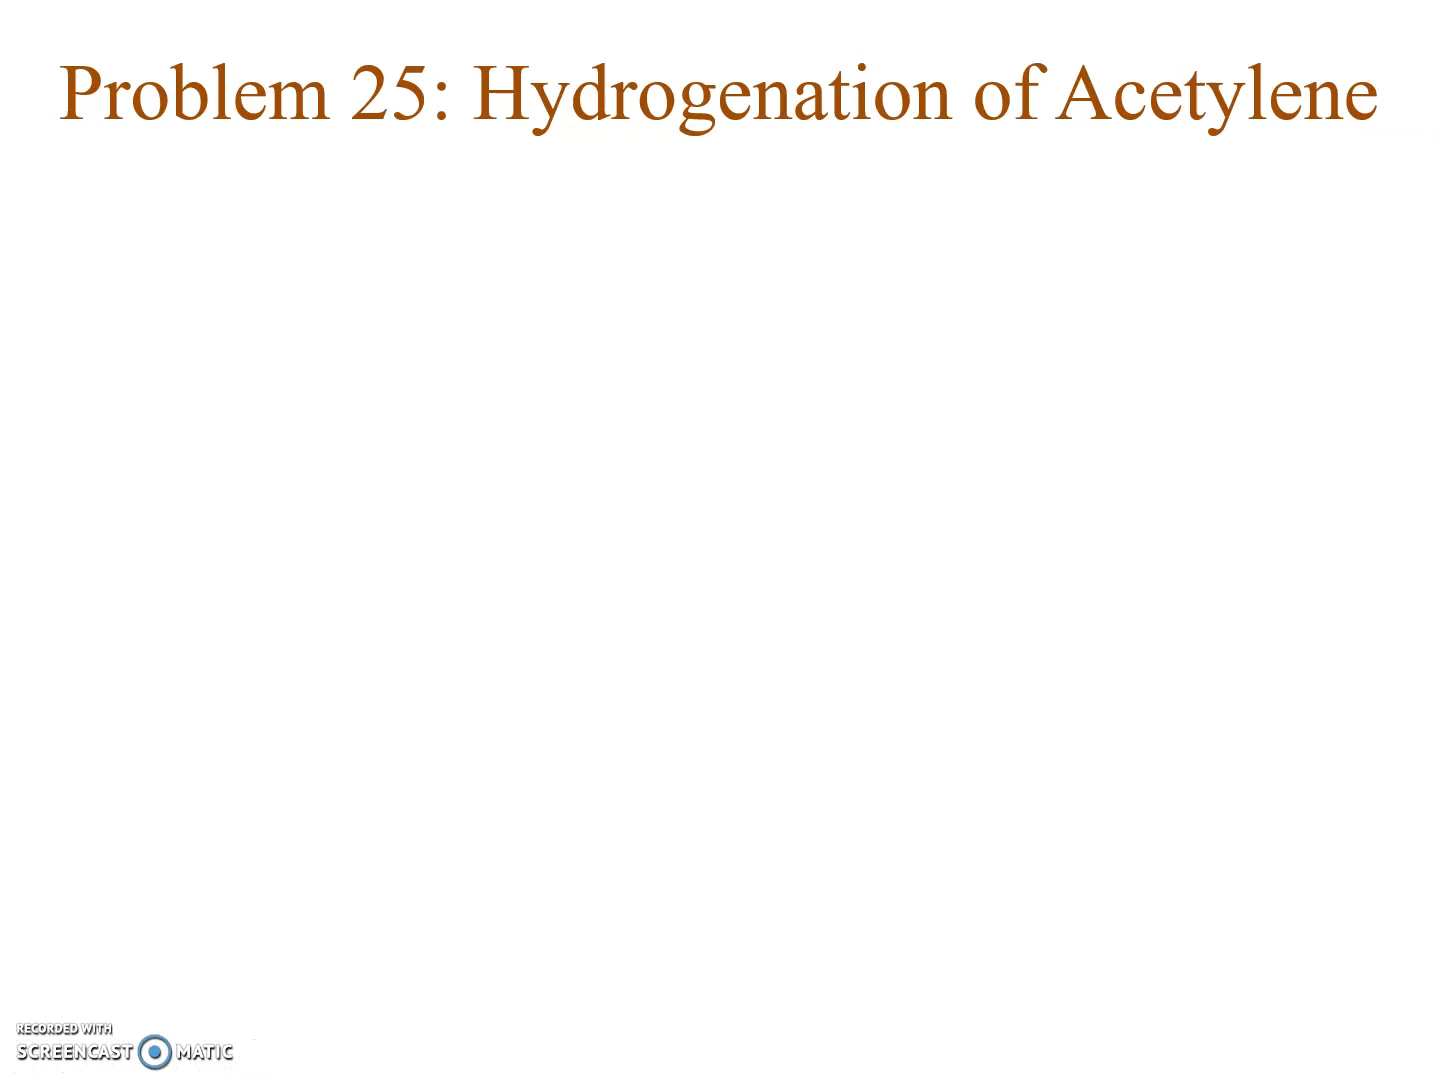 Problem 25: Hydrogenation of Acetylene
RECORDED WITH
SCREENCAST MATIC